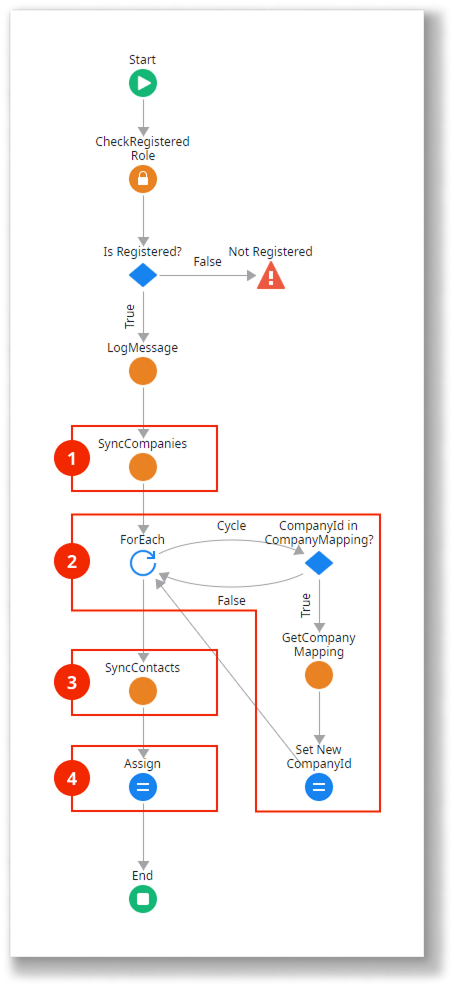 Start
CheckRegistered
Role
Is Registered?
False
Not Registered
True
LogMessage
1
SyncCompanies
2
ForEach
Cycle
CompanyId in
CompanyMapping?
False
True
GetCompany
Mapping
3
SyncContacts
Set New
CompanyId
4
Assign
End